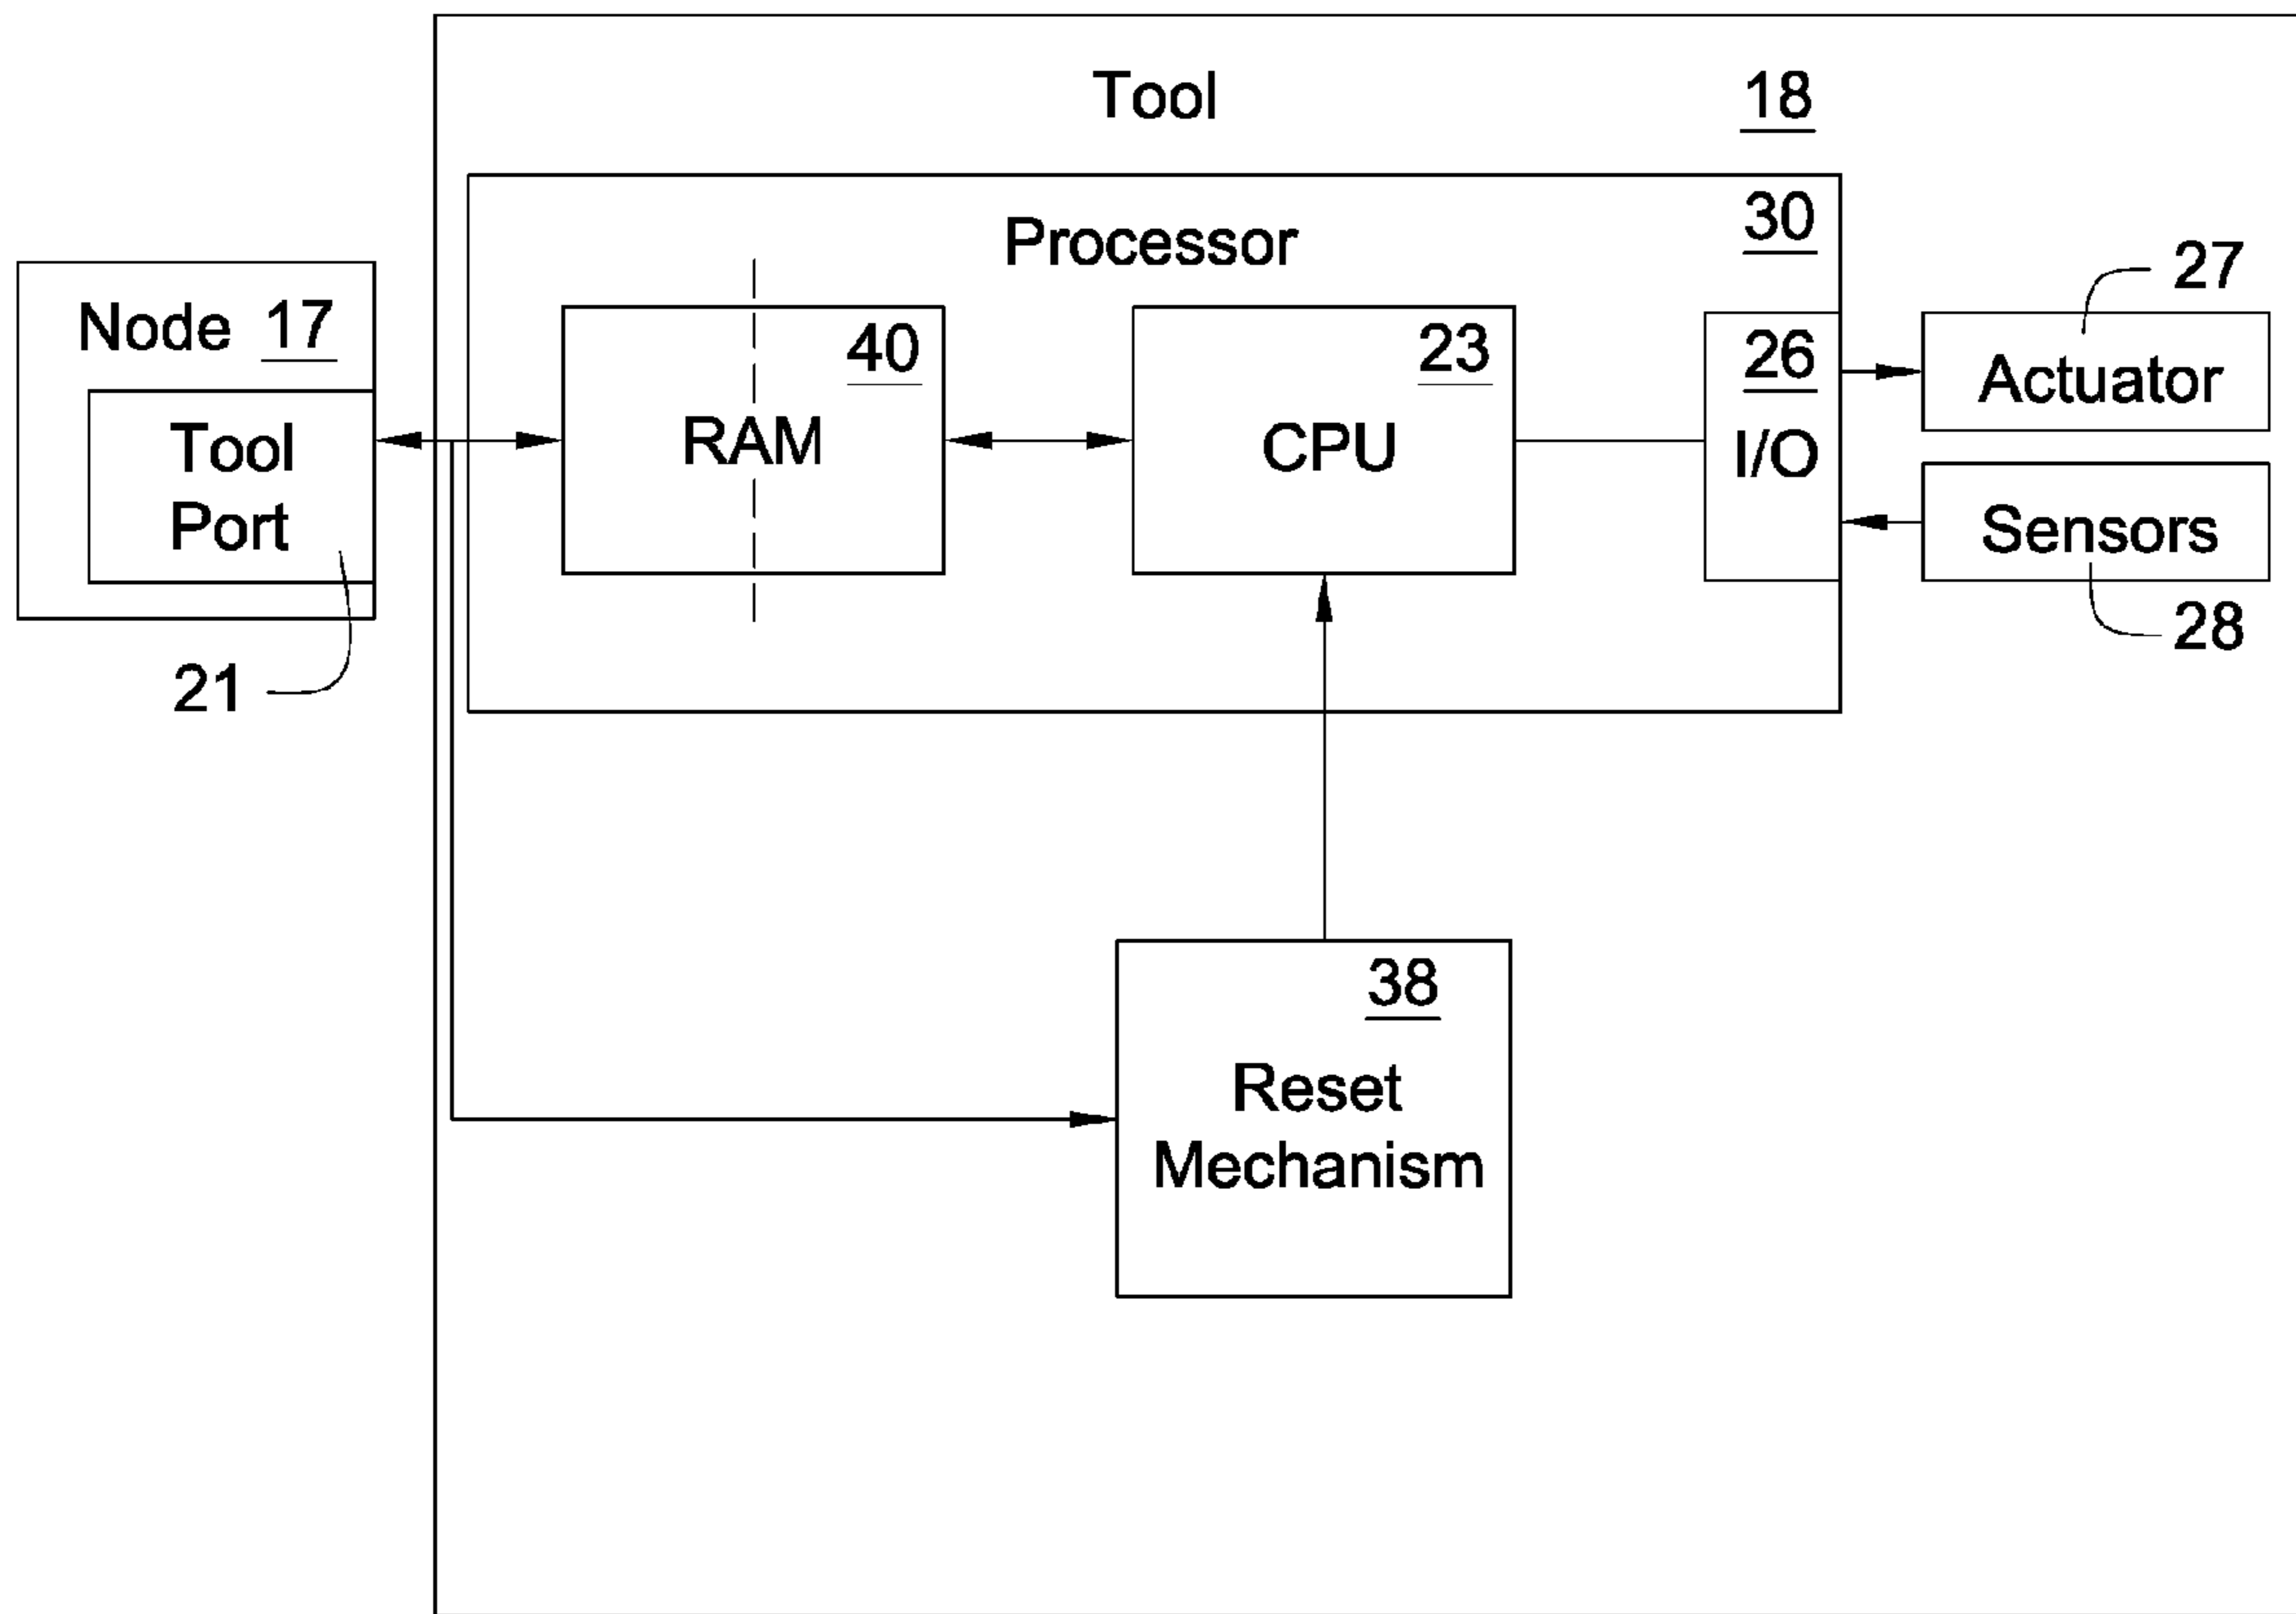 Tool
18
Processor
30
Node 17
Tool
Port
21
RAM
40
CPU
23
26
I/O
27
Actuator
Sensors
28
38
Reset
Mechanism